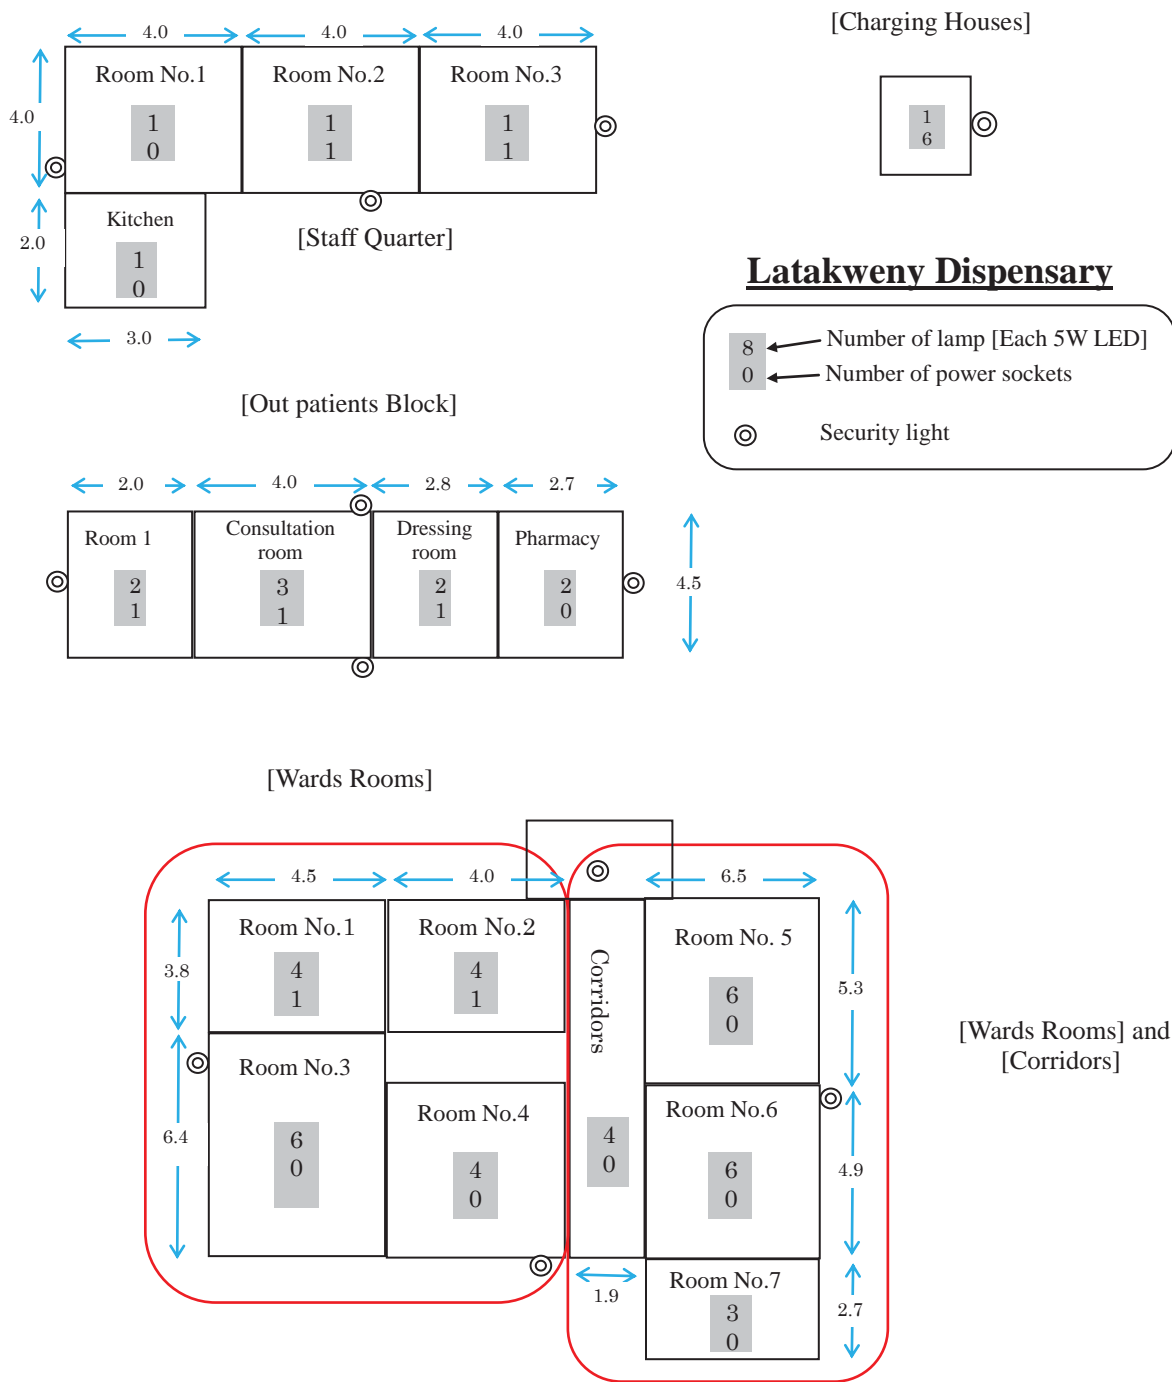 4.0 4.0 4.0
[Charging Houses]
Room No.1 Room No.2 Room No.3
4.0
1 1 1
0 1 1
1
6
Kitchen
2.0
1
0
[Staff Quarter]
3.0
Latakweny Dispensary
8 Number of lamp [Each 5W LED]
0 Number of power sockets
Security light
[Out patients Block]
2.0 4.0 2.8 2.7
Room 1
Consultation
room
Dressing
room
Pharmacy
2 3 2 2
1 1 1 0
4.5
[Wards Rooms]
4.5 4.0 6.5
Room No.1 Room No.2
4 4
1 1
3.8
Room No.3
6
0
6.4
Room No.4
4
0
Corridors
4
0
1.9
Room No. 5
6
0
5.3
Room No.6
6
0
4.9
Room No.7
3
0
2.7
[Wards Rooms] and
[Corridors]